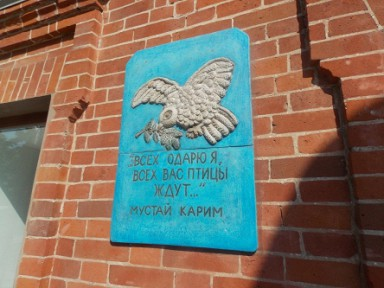 "ВСЕХ ОДАРЮ Я,
ВСЕХ ВАС ПТИЦЫ
ЖДУТ..."
МУСТАЙ КАРИМ